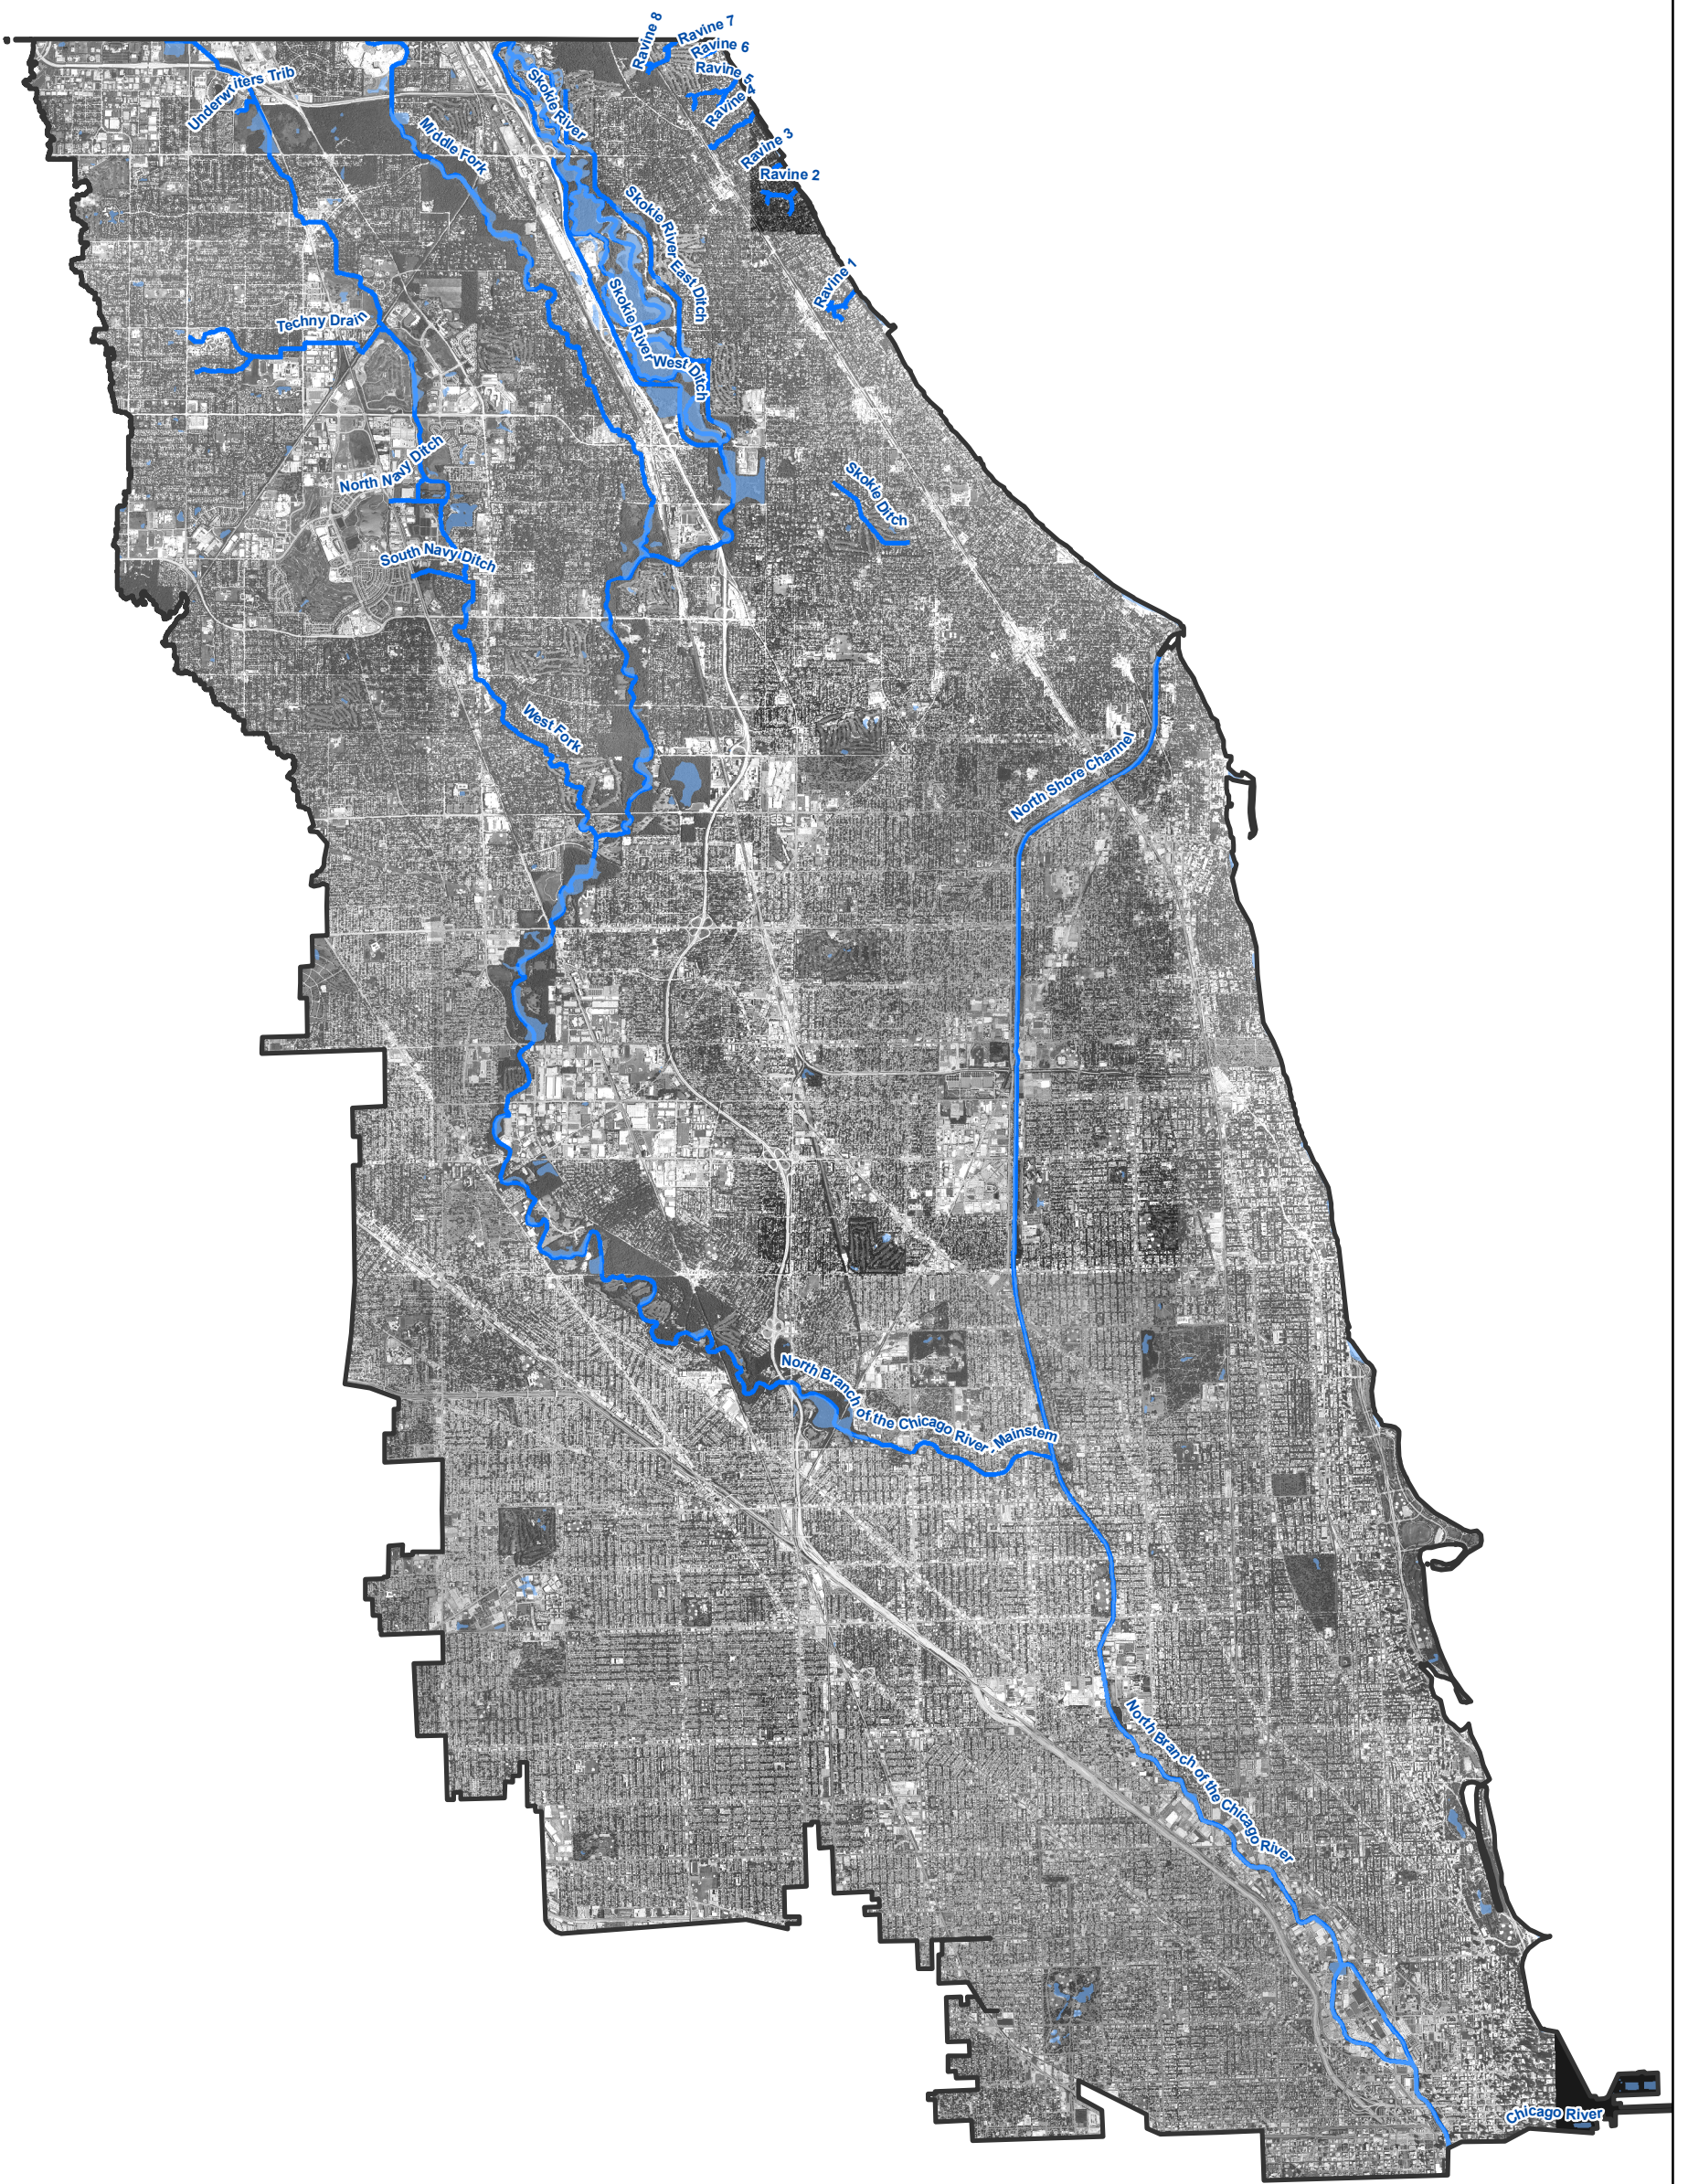 Ravine 8
Ravine 7
Ravine 6
Ravine 5
Ravine 4
Ravine 3
Ravine 2
Underwriters Trib
Skokie River
Middle Fork
Skokie River East Ditch
Ravine 1
Skokie River West Ditch
Techny Drain
North Navy Ditch
Skokie Ditch
South Navy Ditch
West Fork
North Shore Channel
North Branch of the Chicago River, Mainstem
North Branch of the Chicago River
Chicago River